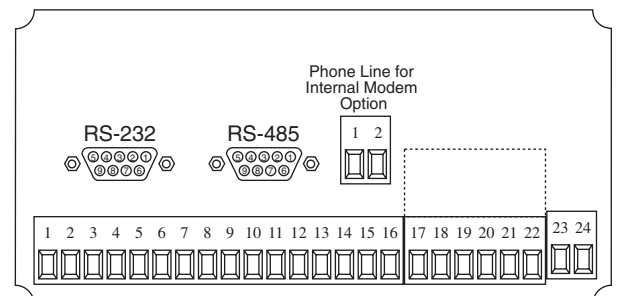 Phone Line for
Internal Modem
Option
RS-232 RS-485 1 2
5 4 3 2 1 5 4 3 2 1
9 8 7 6 9 8 7 6
1 2 3 4 5 6 7 8 9 10 11 12 13 14 15 16 17 18 19 20 21 22 23 24